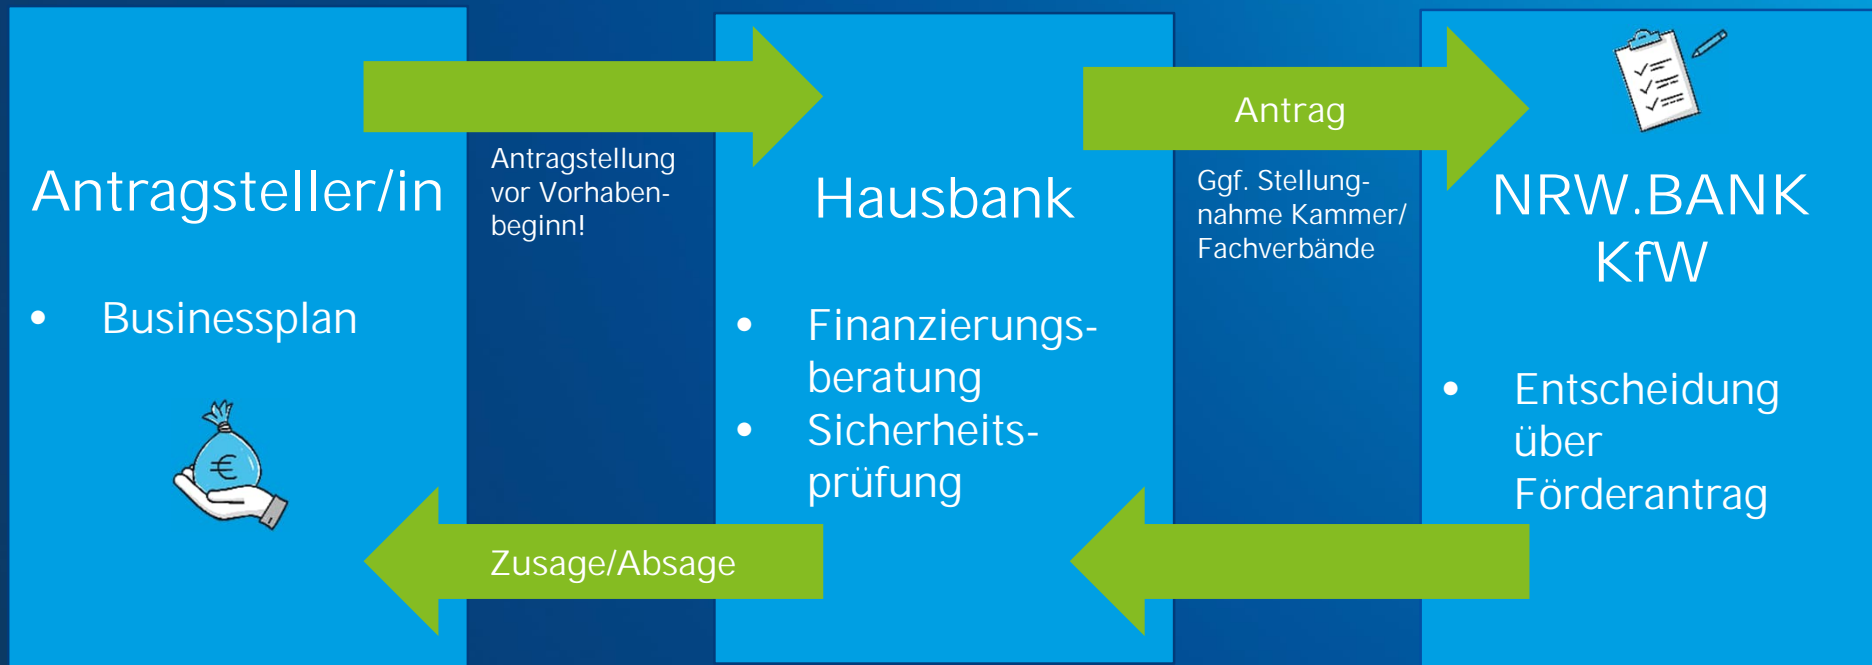 Antragsteller/in
• Businessplan
€
Antragstellung
vor Vorhaben-
beginn!
Hausbank
• Finanzierungs-
beratung
• Sicherheits-
prüfung
Antrag
Ggf. Stellung-
nahme Kammer/
Fachverbände
NRW.BANK
KfW
• Entscheidung
über
Förderantrag
Zusage/Absage